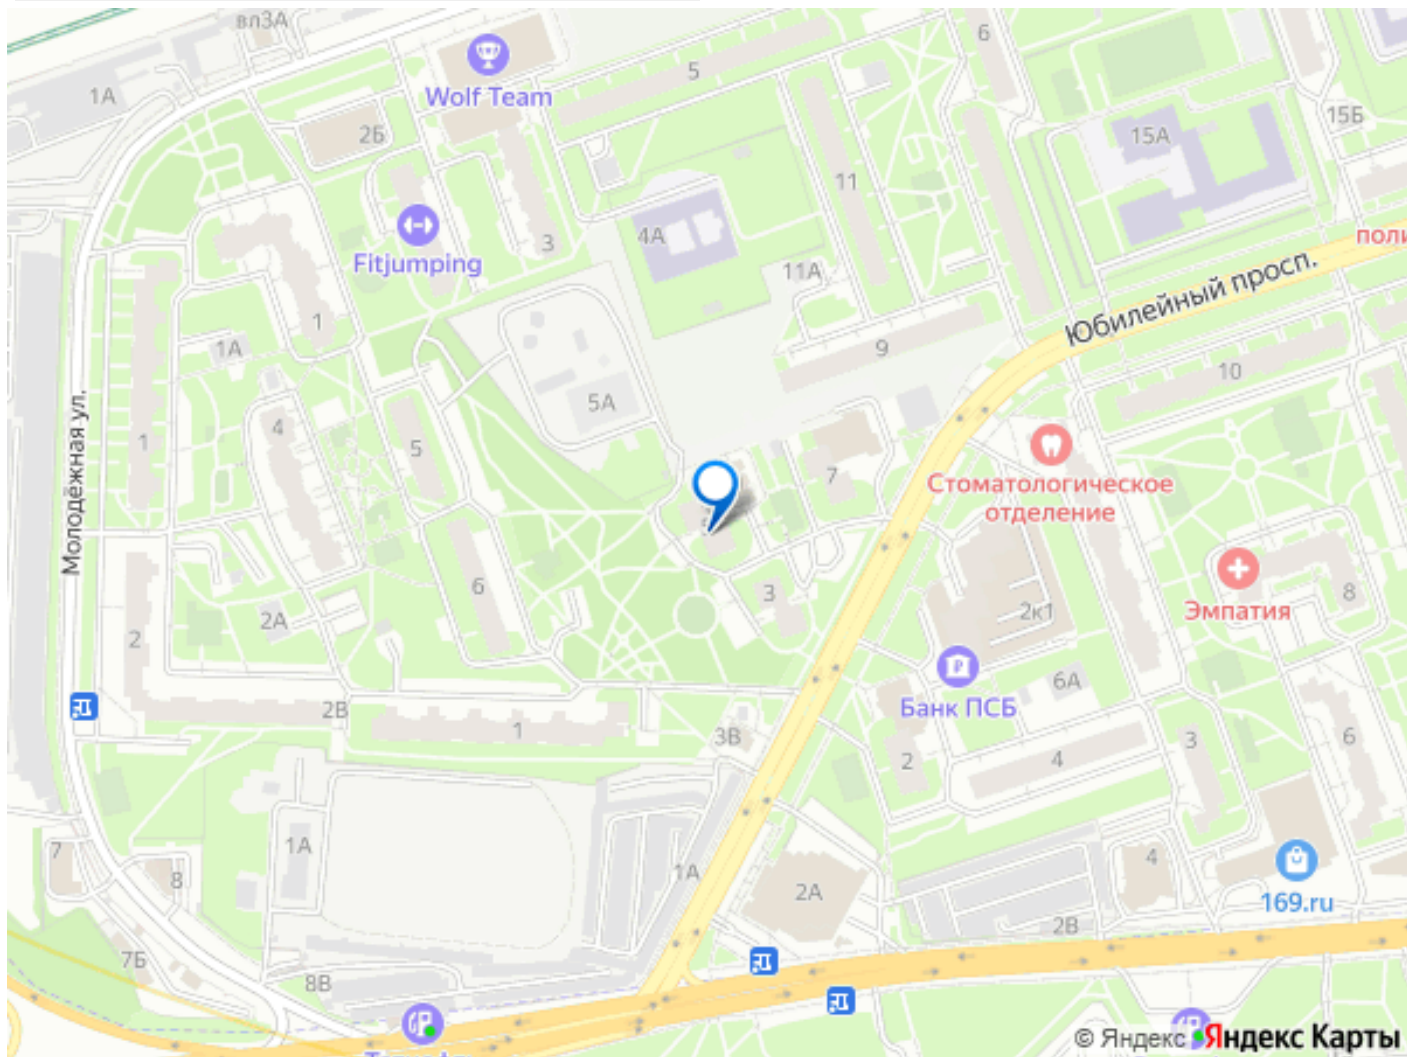 вл3А
6
5
1А
Wolf Team
2Б
15Б
15А
11
3
4А
поли
Fitjumping
11А
Юбилейный просп.
1
1А
9
10
5А
Молодёжная ул.
4
1
5
7
Стоматологическое
отделение
6
3
8
2к1
Эмпатия
2А
2
6А
Банк ПСБ
2В
1
3В
3
6
2
4
1А
7
8
1А
4
2А
169.ru
2В
7Б
8В
© Яндекс Яндекс Карты